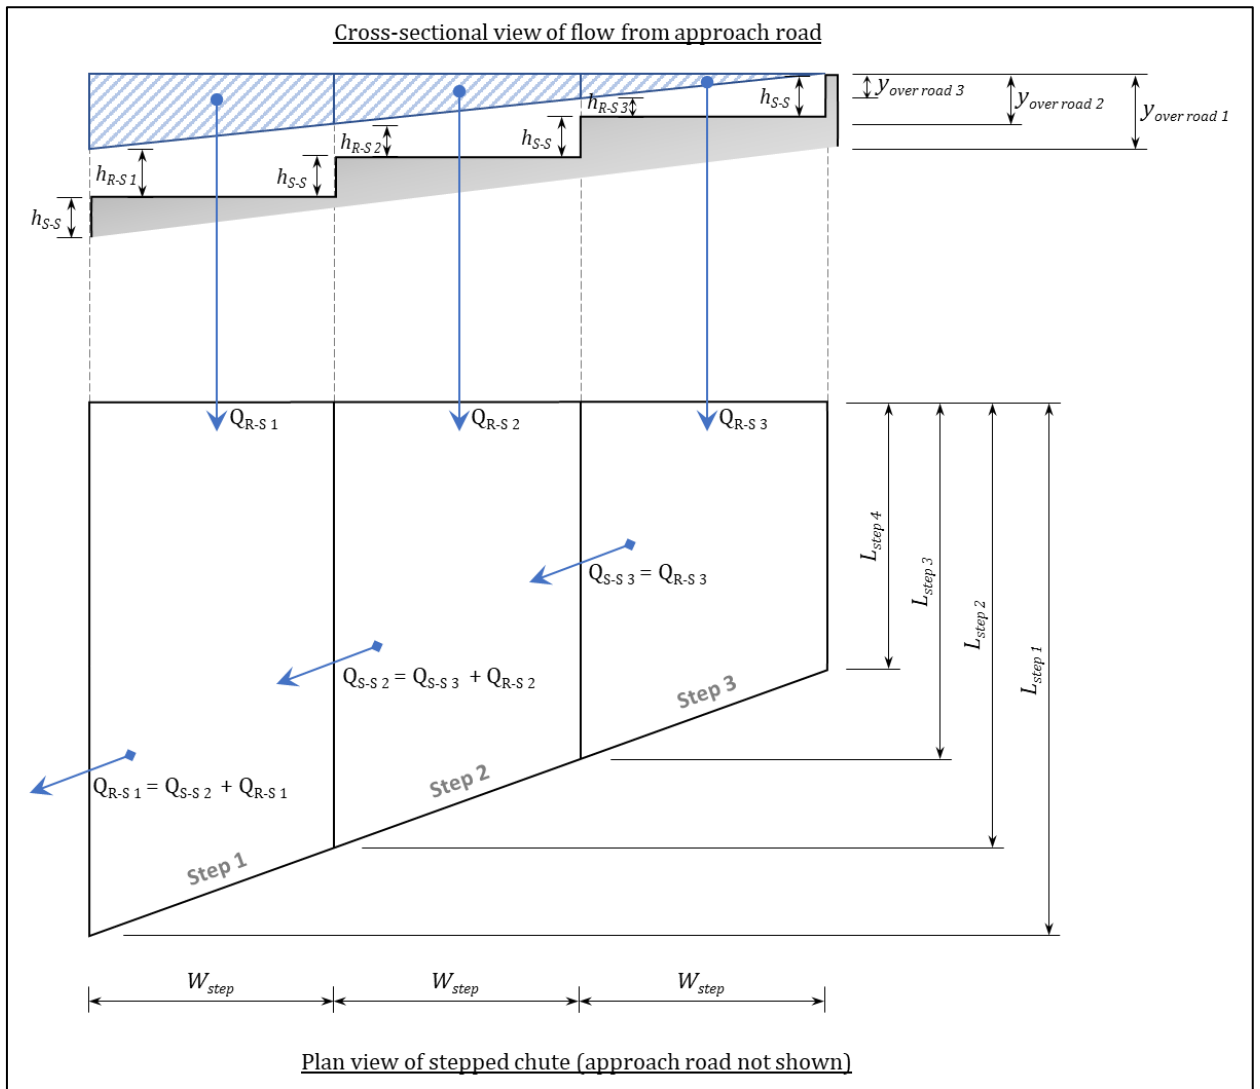 Cross-sectional view of flow from approach road
h S-S
y over road 3
y over road 2
y over road 1
h R-S 3
h S-S
h R-S 2
h S-S
h R-S 1
h S-S
Q R-S 1
Q R-S 2
Q R-S 3
L step 4
L step 3
L step 2
L step 1
Q S-S 3 = Q R-S 3
Q S-S 2 = Q S-S 3 + Q R-S 2
Q R-S 1 = Q S-S 2 + Q R-S 1
Step 3
Step 2
Step 1
W step
W step
W step
Plan view of stepped chute (approach road not shown)